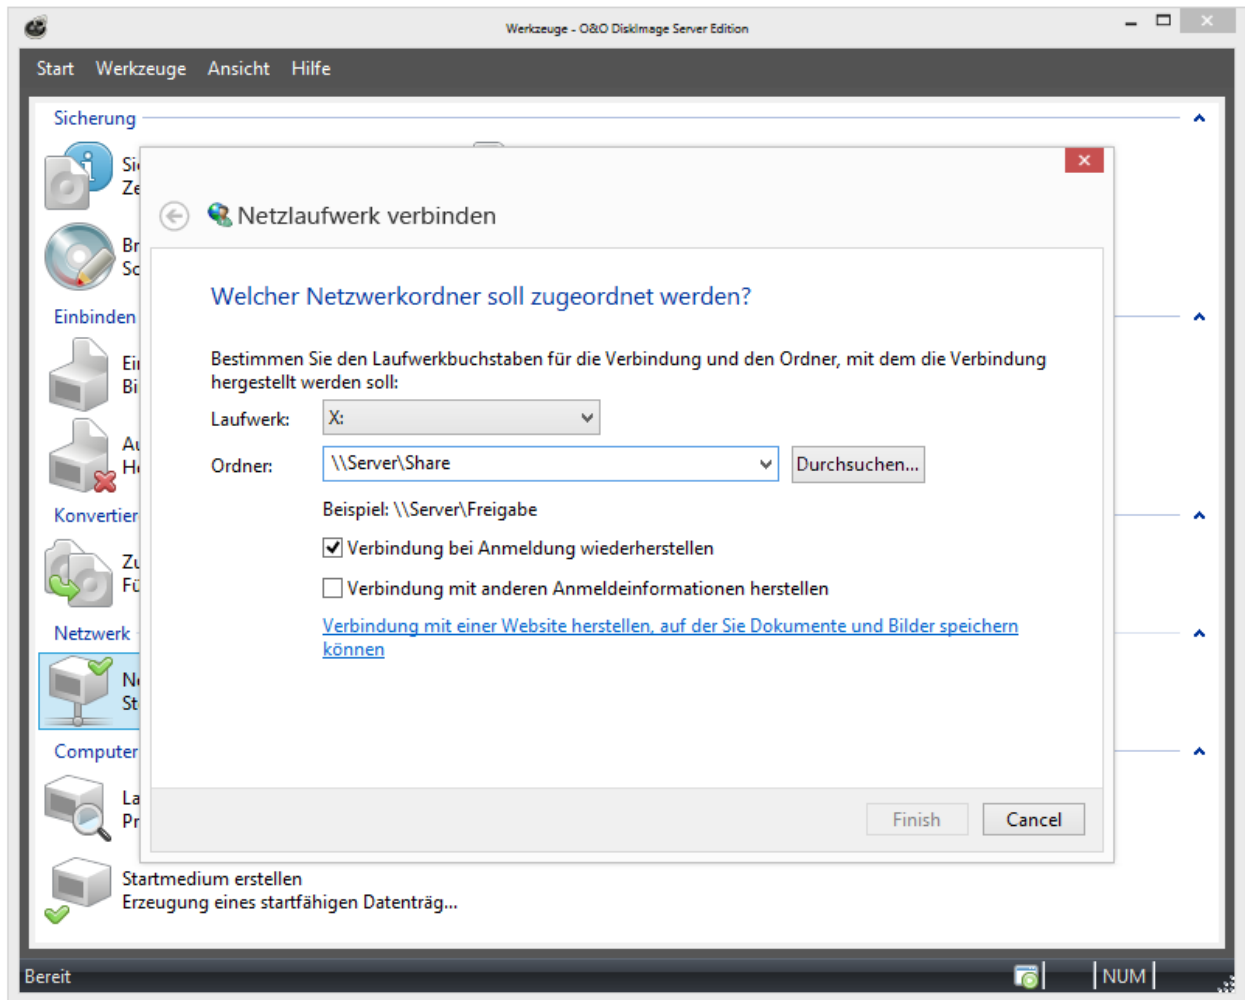 Werkzeuge - O&O DiskImage Server Edition
Start Werkzeuge Ansicht Hilfe
Sicherung
Netzlaufwerk verbinden
Einbinden
Welcher Netzwerkordner soll zugeordnet werden?
Bestimmen Sie den Laufwerkbuchstaben für die Verbindung und den Ordner, mit dem die Verbindung
hergestellt werden soll:
Laufwerk: X:
Ordner: \\Server\Share Durchsuchen...
Beispiel: \\Server\Freigabe
Konvertier
Verbindung bei Anmeldung wiederherstellen
Verbindung mit anderen Anmeldeinformationen herstellen
Verbindung mit einer Website herstellen, auf der Sie Dokumente und Bilder speichern
können
Netzwerk
Computer
Finish Cancel
Startmedium erstellen
Erzeugung eines startfähigen Datenträg...
Bereit NUM